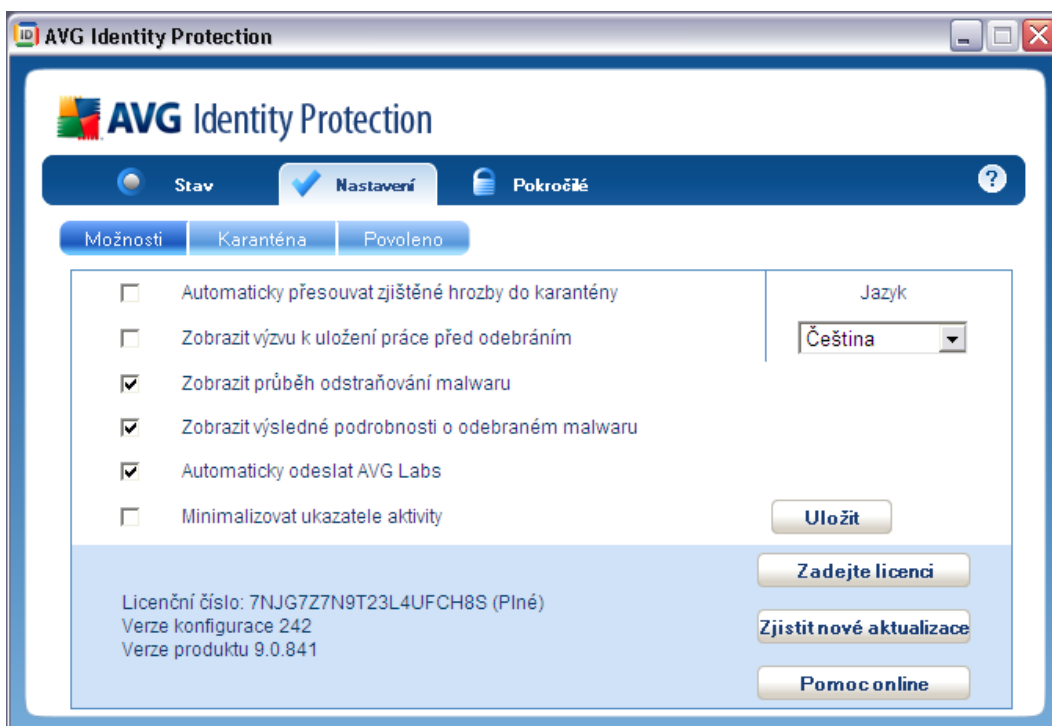 AVG Identity Protection
AVG Identity Protection
Stav
Nastavení
Pokročilé
?
Možnosti
Karanténa
Povoleno
Automaticky přesouvat zjištěné hrozby do karantény
Jazyk
Zobrazit výzvu k uložení práce před odebráním
Čeština
Zobrazit průběh odstraňování malwaru
Zobrazit výsledné podrobnosti o odebraném malwaru
Automaticky odeslat AVG Labs
Minimalizovat ukazatele aktivity
Uložit
Zadejte licenci
Licenční číslo: 7NJG7Z7N9T23L4UFCH8S (Plné)
Verze konfigurace 242
Zjistit nové aktualizace
Verze produktu 9.0.841
Pomoc online